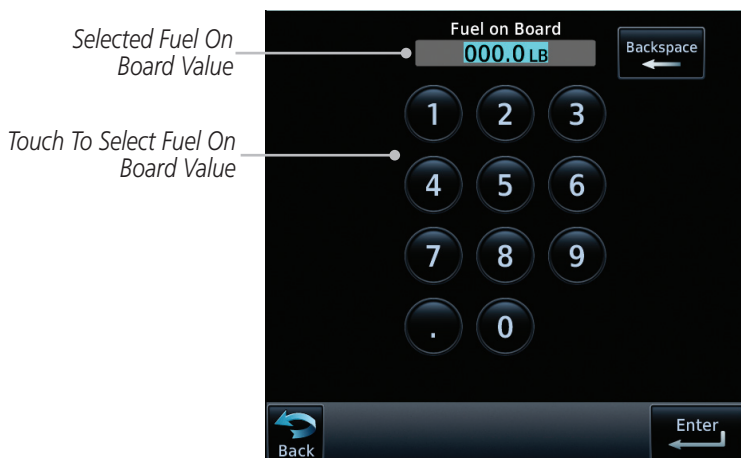 Fuel on Board
Selected Fuel On
Board Value
000.0 LB
Backspace
Touch To Select Fuel On
Board Value
1 2 3
4 5 6
7 8 9
. 0
Back
Enter